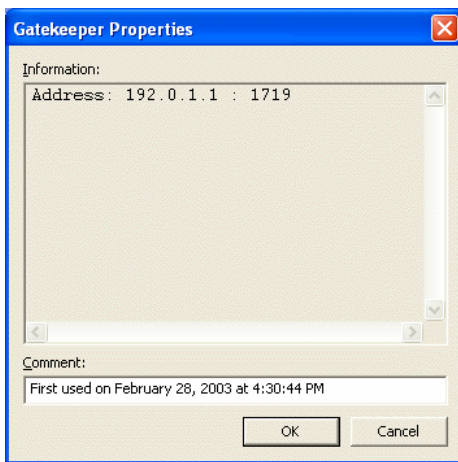 Gatekeeper Properties
Information:
Address: 192.0.1.1 : 1719
Comment:
First used on February 28, 2003 at 4:30:44 PM
OK Cancel